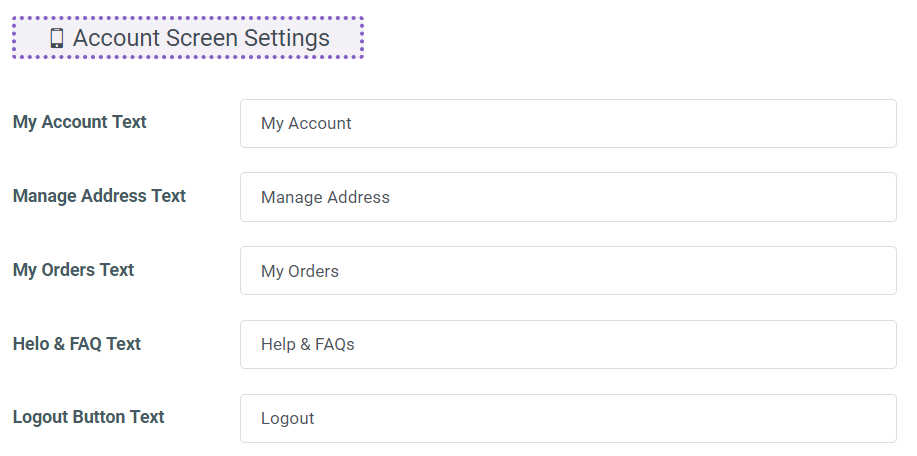 Account Screen Settings
My Account Text My Account
Manage Address Text Manage Address
My Orders Text My Orders
Helo & FAQ Text Help & FAQs
Logout Button Text Logout